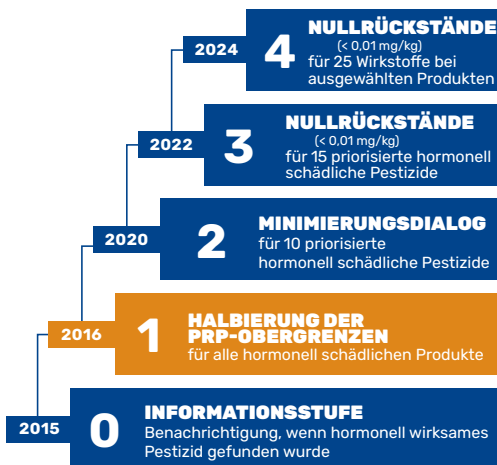 2024
4
NULLRÜCKSTÄNDE
(< 0,01 mg/kg)
für 25 Wirkstoffe bei
ausgewählten Produkten
2022
3
NULLRÜCKSTÄNDE
(< 0,01 mg/kg)
für 15 priorisierte hormonell
schädliche Pestizide
2020
2
MINIMIERUNGSDIALOG
für 10 priorisierte
hormonell schädliche Pestizide
2016
1
HALBIERUNG DER
PRP-OBERGRENZEN
für alle hormonell schädlichen Produkte
2015
0
INFORMATIONSSTUFE
Benachrichtigung, wenn hormonell wirksames
Pestizid gefunden wurde